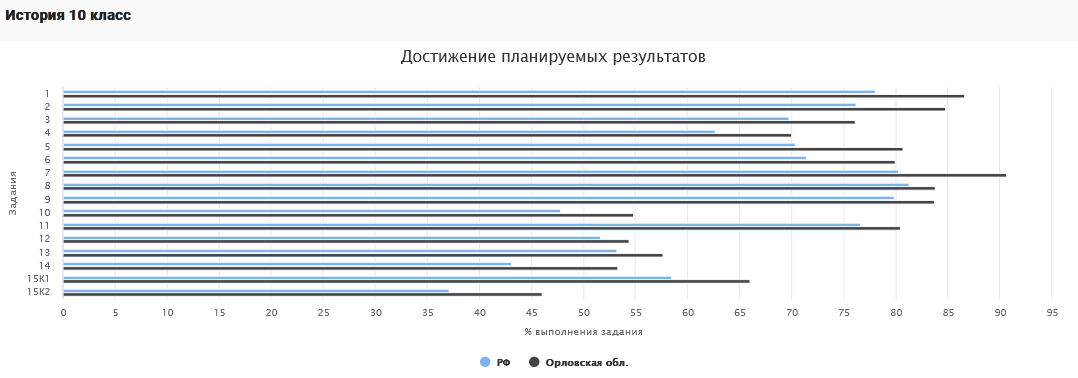 История 10 класс
Достижение планируемых результатов
Задания
1
2
3
4
5
6
7
8
9
10
11
12
13
14
15К1
15К2
0 5 10 15 20 25 30 35 40 45 50 55 60 65 70 75 80 85 90 95
% выполнения задания
РФ Орловская обл.